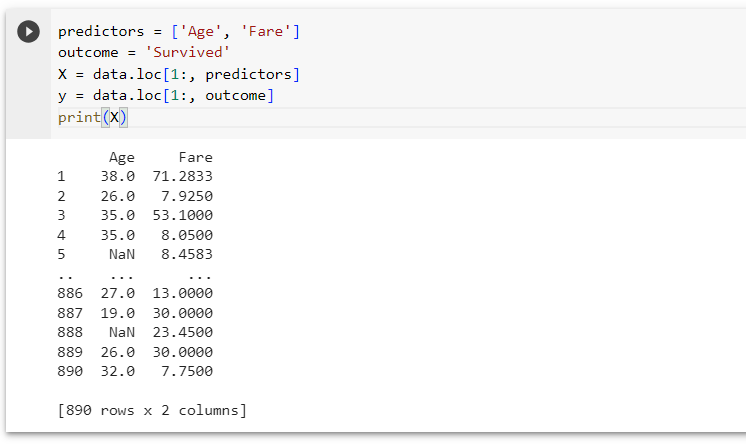 predictors = ['Age', 'Fare']
outcome = 'Survived'
X = data.loc[1:, predictors]
y = data.loc[1:, outcome]
print(X)
      Age     Fare
1    38.0  71.2833
2    26.0   7.9250
3    35.0  53.1000
4    35.0   8.0500
5     NaN   8.4583
..    ...      ...
886  27.0  13.0000
887  19.0  30.0000
888   NaN  23.4500
889  26.0  30.0000
890  32.0   7.7500
[890 rows x 2 columns]